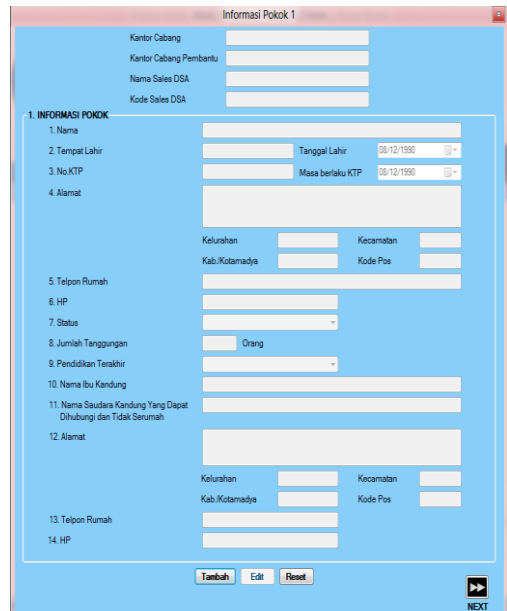 Informasi Pokok 1
Kantor Cabang
Kantor Cabang Pembantu
Nama Sales DSA
Kode Sales DSA
1. INFORMASI POKOK
1. Nama
2. Tempat Lahir Tanggal Lahir 08/12/1990
3. No.KTP Masa berlaku KTP 08/12/1990
4. Alamat
Kelurahan Kecamatan
Kab./Kotamadya Kode Pos
5. Telpon Rumah
6. HP
7. Status
8. Jumlah Tanggungan Orang
9. Pendidikan Terakhir
10. Nama Ibu Kandung
11. Nama Saudara Kandung Yang Dapat
Dihubungi dan Tidak Serumah
12. Alamat
Kelurahan Kecamatan
Kab./Kotamadya Kode Pos
13. Telpon Rumah
14. HP
Tambah Edit Reset
NEXT